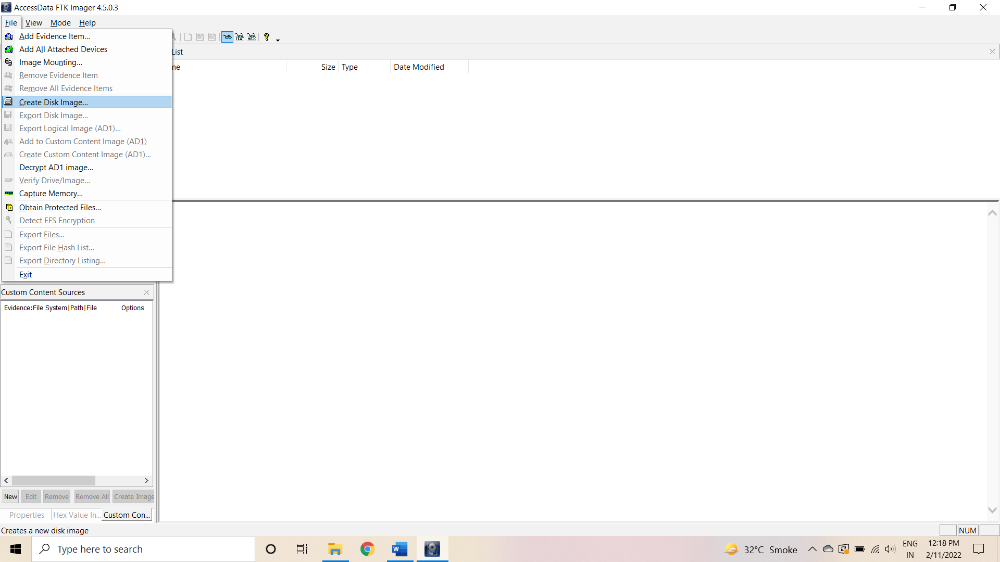 AccessData FTK Imager 4.5.0.3
File View Mode Help
Add Evidence Item...
Add All Attached Devices
Image Mounting...
Remove Evidence Item
Remove All Evidence Items
Create Disk Image...
Export Disk Image...
Export Logical Image (AD1)...
Add to Custom Content Image (AD1)
Create Custom Content Image (AD1)...
Decrypt AD1 image...
Verify Drive/Image...
Capture Memory...
Obtain Protected Files...
Detect EFS Encryption
Export Files...
Export File Hash List...
Export Directory Listing...
Exit
TEXT HEX ?
List
me Size Type Date Modified
Custom Content Sources
Evidence:File System|Path|File Options
New Edit Remove Remove All Create Image
Properties Hex Value In... Custom Con...
Creates a new disk image
NUM
Type here to search
32°C Smoke
ENG
IN
12:18 PM
2/11/2022